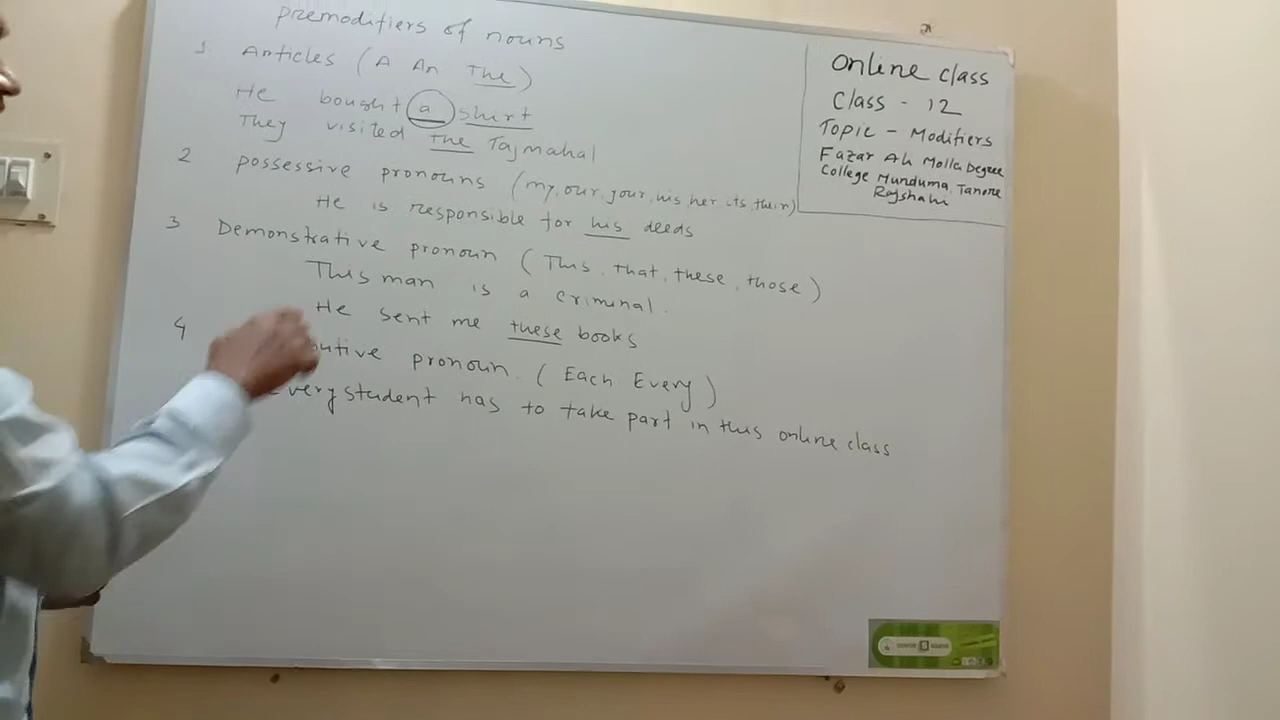 premodifiers of nouns
1. Articles (A An The)
He bought a shirt
They visited the Tajmahal
2 possessive pronouns (my, our, your, his her its their)
He is responsible for his deeds
3 Demonstrative pronoun (This, that, these, those)
This man is a criminal.
He sent me these books
4 butive pronoun. (Each Every)
Every student has to take part in this online class
Online class
Class - 12
Topic - Modifiers
Fazar Ali Molla Degree
College Munduma, Tanore
Rajshahi